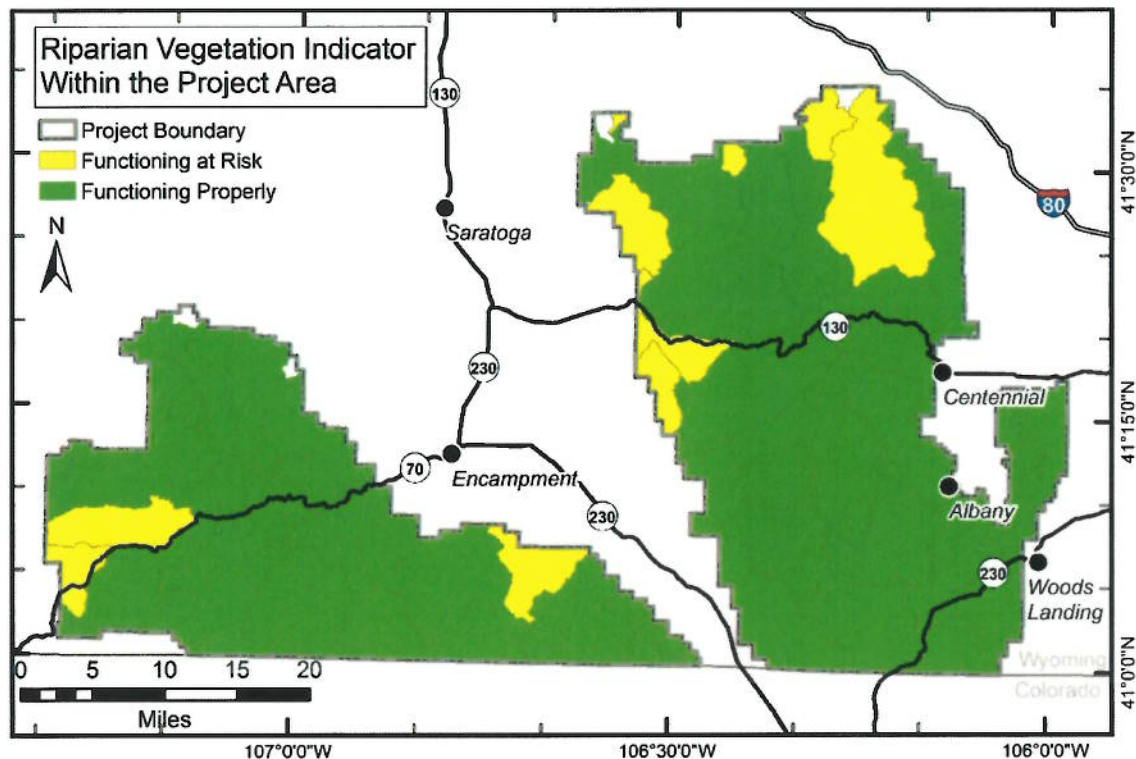 Riparian Vegetation Indicator
Within the Project Area
Project Boundary
Functioning at Risk
Functioning Properly
N
130
Saratoga
80
41°30'0"N
130
230
Centennial
41°15'0"N
70
Encampment
230
Albany
230
Woods
Landing
Wyoming
Colorado
41°0'0"N
0 5 10 15 20
Miles
107°0'0"W
106°30'0"W
106°0'0"W